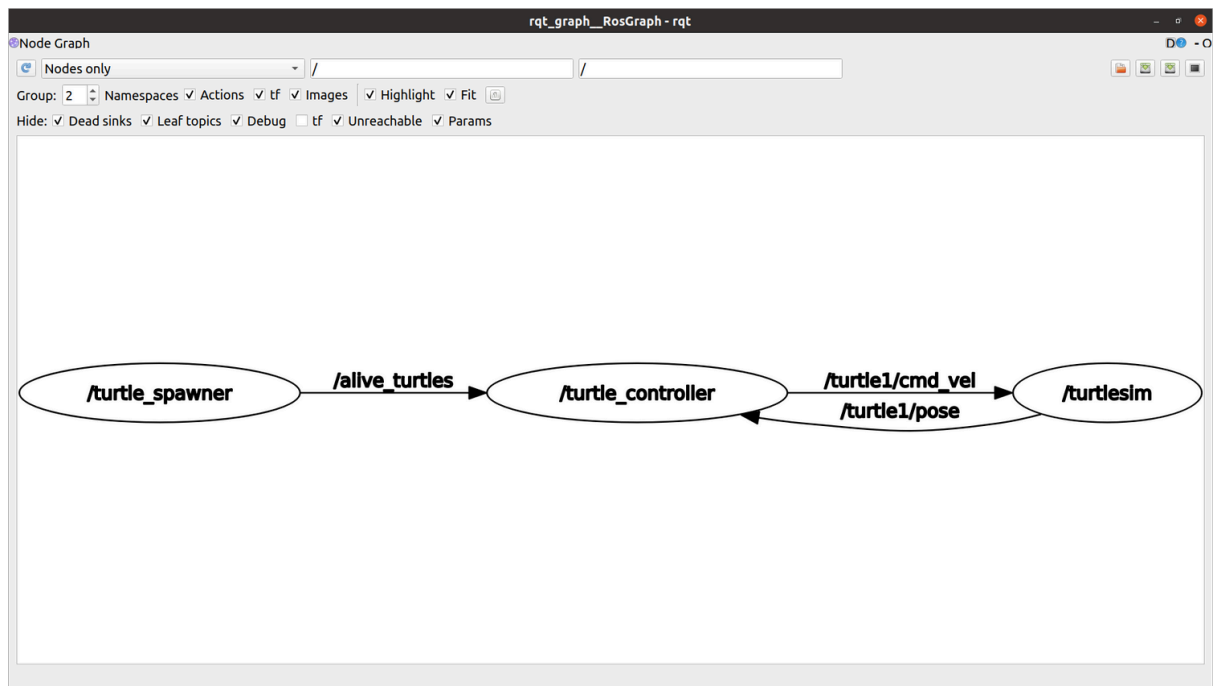 rqt_graph__RosGraph - rqt
Node Graph D? - O
Nodes only / /
Group: 2 Namespaces Actions tf Images Highlight Fit
Hide: Dead sinks Leaf topics Debug tf Unreachable Params
/turtle_spawner /alive_turtles /turtle_controller /turtle1/cmd_vel /turtlesim
/turtle1/pose